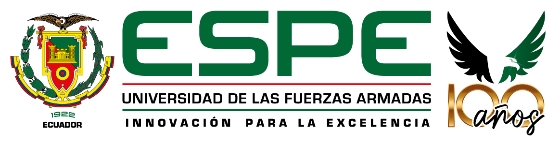 1922
ECUADOR
ESPE
UNIVERSIDAD DE LAS FUERZAS ARMADAS
INNOVACIÓN PARA LA EXCELENCIA
100
años